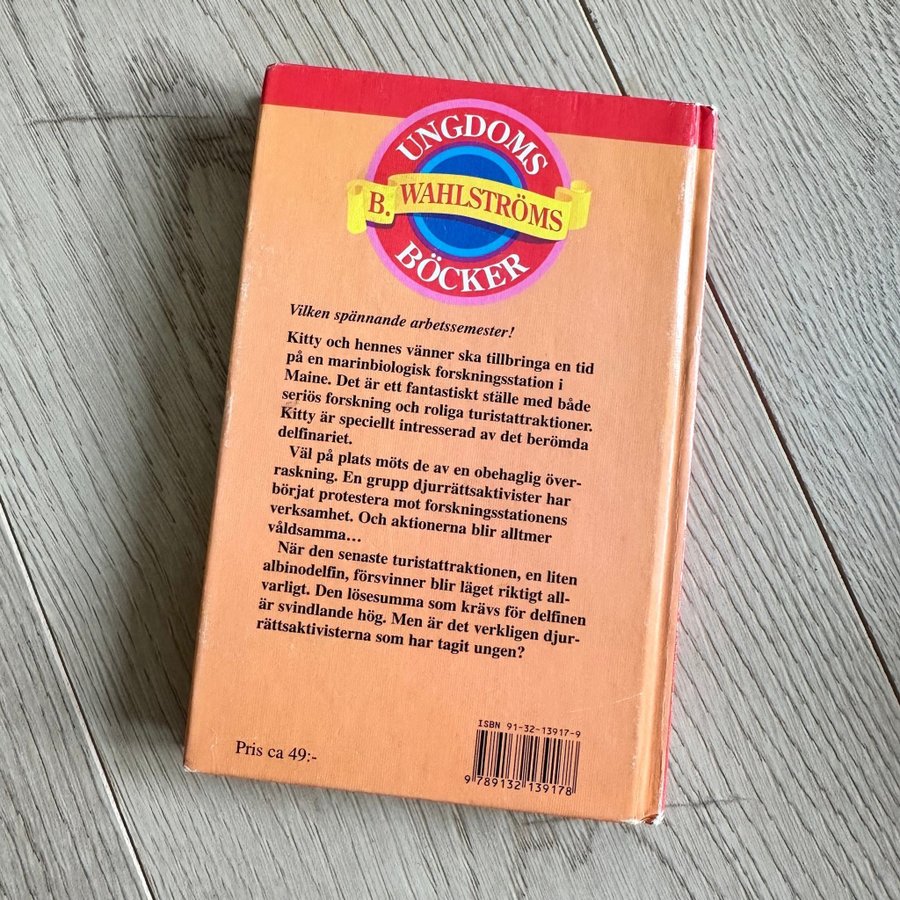 UNGDOMS
B. WAHLSTRÖMS
BÖCKER
Vilken spännande arbetssemester!
Kitty och hennes vänner ska tillbringa en tid
på en marinbiologisk forskningsstation i
Maine. Det är ett fantastiskt ställe med både
seriös forskning och roliga turistattraktioner.
Kitty är speciellt intresserad av det berömda
delfinariet.
Väl på plats möts de av en obehaglig över-
raskning. En grupp djurrättsaktivister har
börjat protestera mot forskningsstationens
verksamhet. Och aktionerna blir alltmer
våldsamma...
När den senaste turistattraktionen, en liten
albinodelfin, försvinner blir läget riktigt all-
varligt. Den lösesumma som krävs för delfinen
är svindlande hög. Men är det verkligen djur-
rättsaktivisterna som har tagit ungen?
ISBN 91-32-13917-9
Pris ca 49:-
9 789132 139178